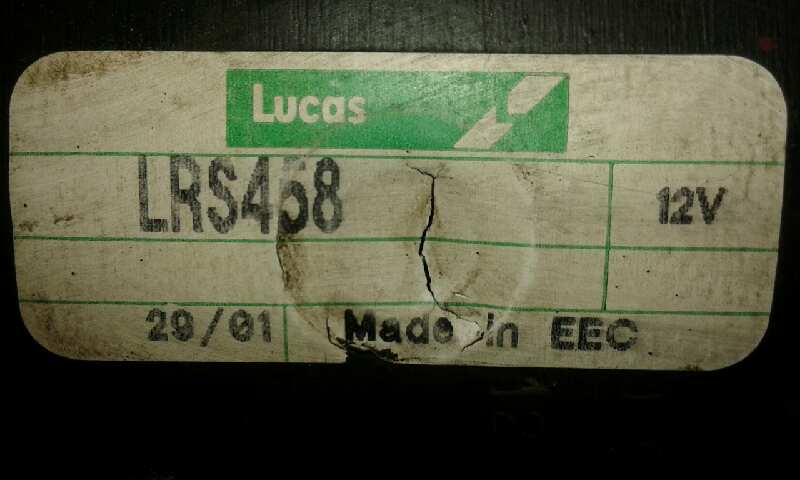 Lucas
LRS458
12V
29/01
Made in EEC